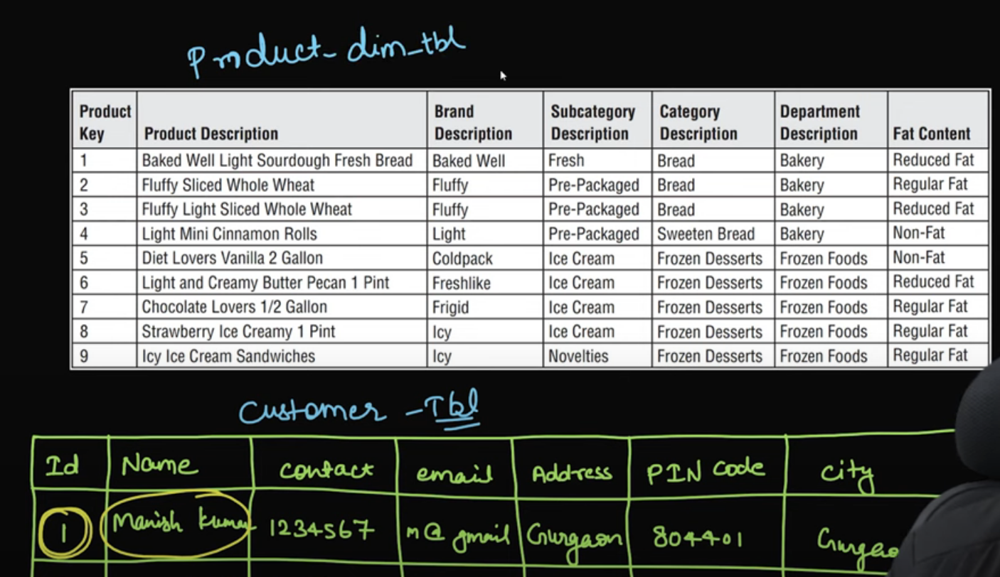 Product_dim_tbl
Product Key Product Description Brand Description Subcategory Description Category Description Department Description Fat Content
1 Baked Well Light Sourdough Fresh Bread Baked Well Fresh Bread Bakery Reduced Fat
2 Fluffy Sliced Whole Wheat Fluffy Pre-Packaged Bread Bakery Regular Fat
3 Fluffy Light Sliced Whole Wheat Fluffy Pre-Packaged Bread Bakery Reduced Fat
4 Light Mini Cinnamon Rolls Light Pre-Packaged Sweeten Bread Bakery Non-Fat
5 Diet Lovers Vanilla 2 Gallon Coldpack Ice Cream Frozen Desserts Frozen Foods Non-Fat
6 Light and Creamy Butter Pecan 1 Pint Freshlike Ice Cream Frozen Desserts Frozen Foods Reduced Fat
7 Chocolate Lovers 1/2 Gallon Frigid Ice Cream Frozen Desserts Frozen Foods Regular Fat
8 Strawberry Ice Creamy 1 Pint Icy Ice Cream Frozen Desserts Frozen Foods Regular Fat
9 Icy Ice Cream Sandwiches Icy Novelties Frozen Desserts Frozen Foods Regular Fat
Customer - Tbl
Id Name contact email Address PIN code city
1 Manish kumar 1234567 m@gmail Gurgaon 804401